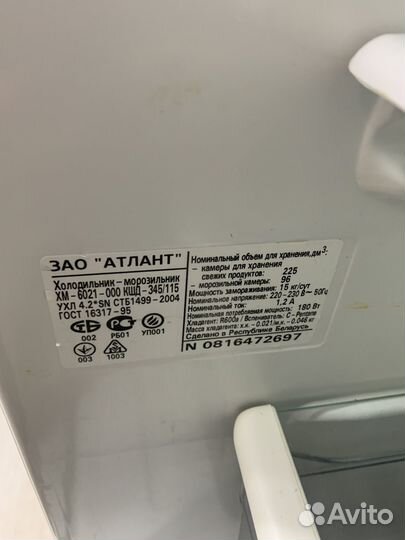 ЗАО "АТЛАНТ"
Холодильник - морозильник
ХМ - 6021 - 000 КШД - 345/115
УХЛ 4.2*SN СТБ1499 - 2004
ГОСТ 16317 - 95
002 РБ01 УП001
003 1003
Номинальный объем для хранения,дм3:
- камеры для хранения
свежих продуктов: 225
- морозильной камеры: 96
Мощность замораживания: 15 кг/сут
Номинальное напряжение: 220 - 230 В ~ 50Гц
Номинальный ток: 1.2 А
Номинальная потребляемая мощность: 180 Вт
Хладагент: R600a / Вспениватель: C - Pentane
Масса хладагента: х.к. - 0.021/м.к. - 0.046 кг
Сделано в Республике Беларусь
N 0816472697
Avito